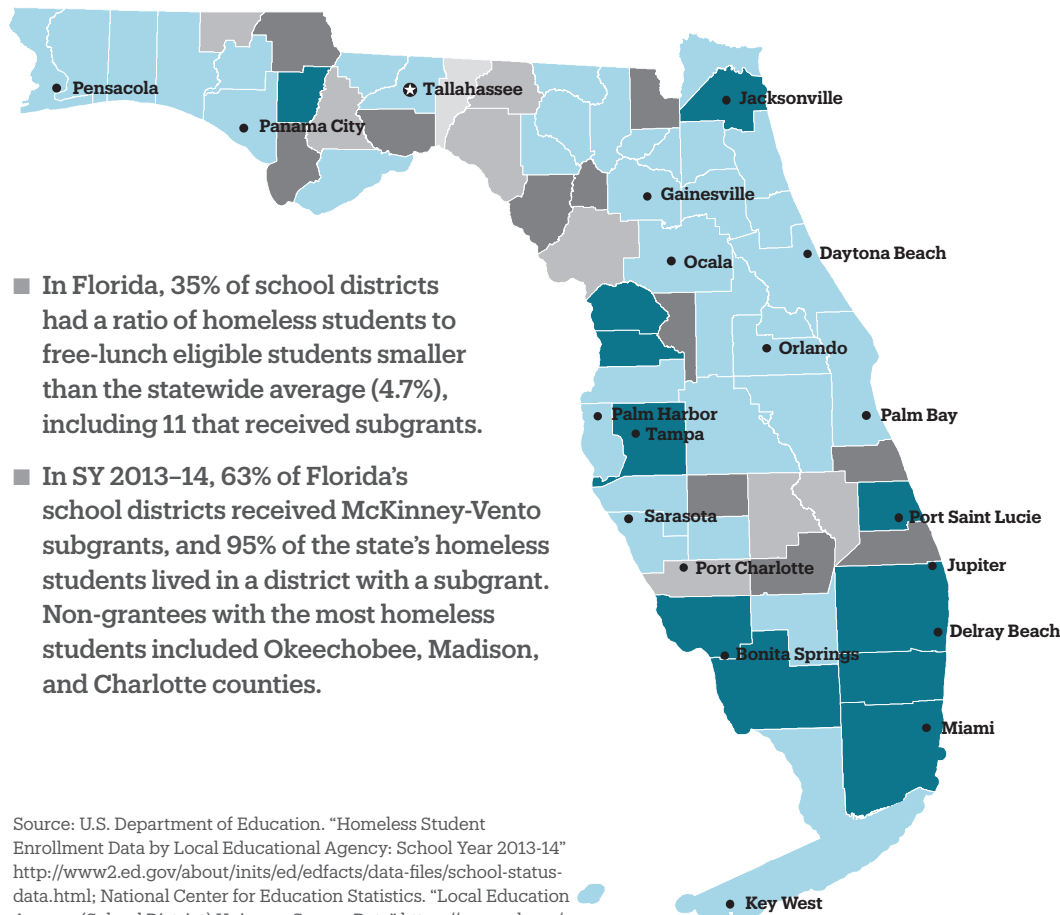 Pensacola
Tallahassee
Jacksonville
Panama City
Gainesville
Ocala
Daytona Beach
■ In Florida, 35% of school districts
had a ratio of homeless students to
free-lunch eligible students smaller
than the statewide average (4.7%),
including 11 that received subgrants.
Orlando
Palm Harbor
Tampa
Palm Bay
■ In SY 2013–14, 63% of Florida's
school districts received McKinney-Vento
subgrants, and 95% of the state's homeless
students lived in a district with a subgrant.
Non-grantees with the most homeless
students included Okeechobee, Madison,
and Charlotte counties.
Sarasota
Port Saint Lucie
Port Charlotte
Jupiter
Delray Beach
Bonita Springs
Miami
Source: U.S. Department of Education. “Homeless Student
Enrollment Data by Local Educational Agency: School Year 2013-14”
http://www2.ed.gov/about/inits/ed/edfacts/data-files/school-status-
data.html; National Center for Education Statistics. “Local Education
Key West